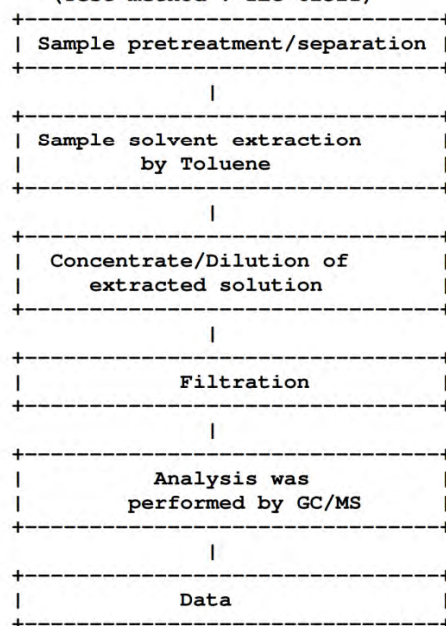 Sample pretreatment/separation
Sample solvent extraction
by Toluene
Concentrate/Dilution of
extracted solution
Filtration
Analysis was
performed by GC/MS
Data